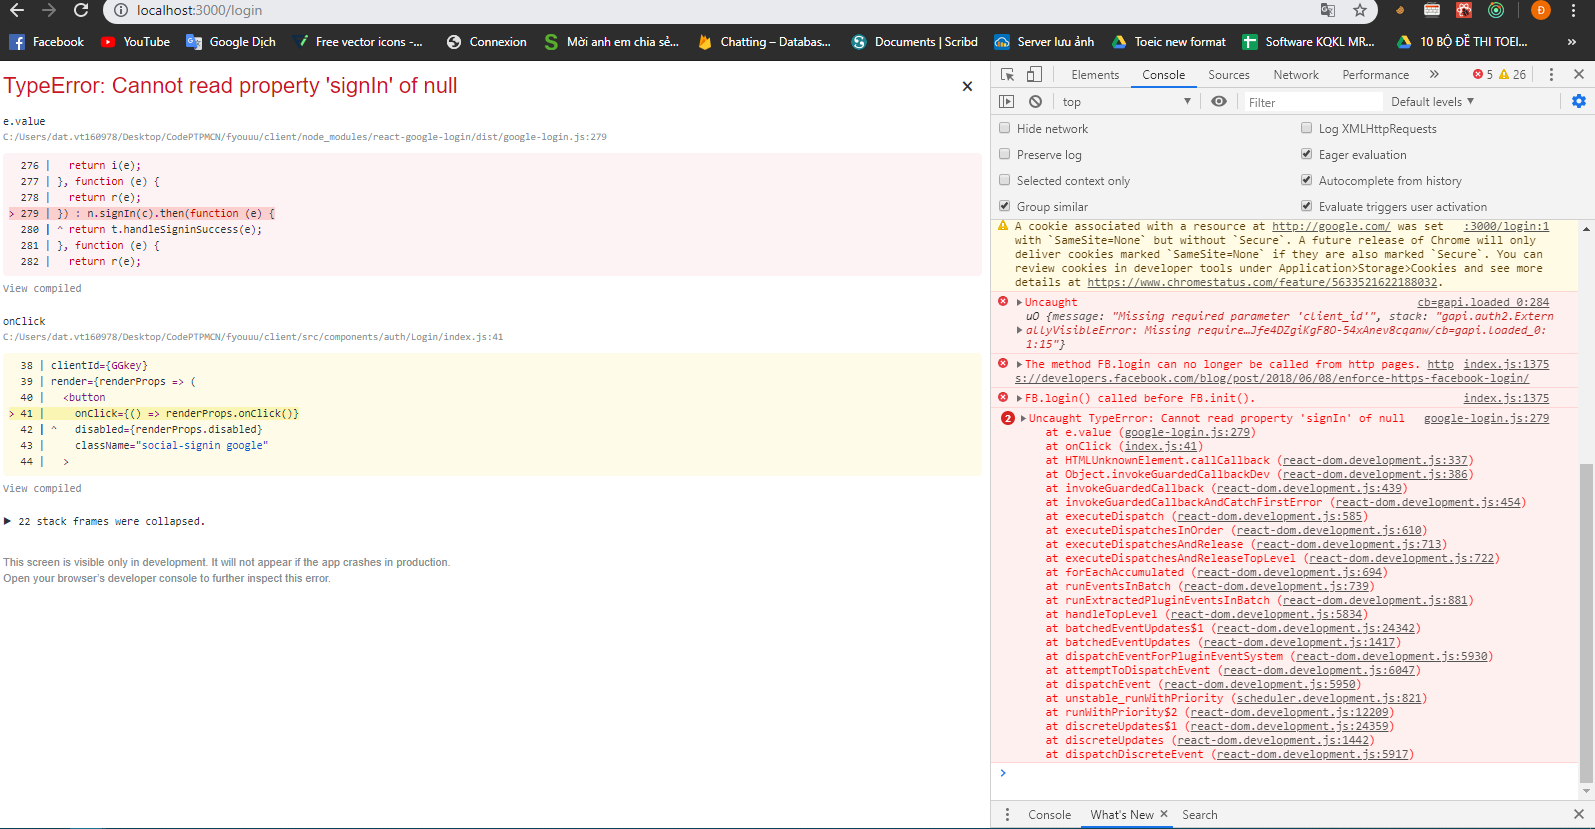 localhost:3000/login
Facebook
YouTube
Google Dịch
Free vector icons -...
Connexion
Mời anh em chia sẻ...
Chatting – Databas...
Documents | Scribd
Server lưu ảnh
Toeic new format
Software KQKL MR...
10 BỘ ĐỀ THI TOEI...
»
TypeError: Cannot read property 'signIn' of null
×
e.value
C:/Users/dat.vt160978/Desktop/CodePTPMCN/fyouuu/client/node_modules/react-google-login/dist/google-login.js:279
276 | return i(e);
277 | }, function (e) {
278 | return r(e);
> 279 | }) : n.signIn(c).then(function (e) {
280 | ^ return t.handleSigninSuccess(e);
281 | }, function (e) {
282 | return r(e);
View compiled
onClick
C:/Users/dat.vt160978/Desktop/CodePTPMCN/fyouuu/client/src/components/auth/Login/index.js:41
38 | clientId={GGkey}
39 | render={renderProps => (
40 | <button
> 41 | onClick={() => renderProps.onClick()}
42 | ^ disabled={renderProps.disabled}
43 | className="social-signin google"
44 | >
View compiled
▶ 22 stack frames were collapsed.
This screen is visible only in development. It will not appear if the app crashes in production.
Open your browser's developer console to further inspect this error.
Elements Console Sources Network Performance » 5 26
top ▼ Filter Default levels ▼
Hide network
Log XMLHttpRequests
Preserve log
Eager evaluation
Selected context only
Autocomplete from history
Group similar
Evaluate triggers user activation
A cookie associated with a resource at http://google.com/ was set :3000/login:1
with `SameSite=None` but without `Secure`. A future release of Chrome will only
deliver cookies marked `SameSite=None` if they are also marked `Secure`. You can
review cookies in developer tools under Application>Storage>Cookies and see more
details at https://www.chromestatus.com/feature/5633521622188032.
▶Uncaught cb=gapi.loaded_0:284
uO {message: "Missing required parameter 'client_id'", stack: "gapi.auth2.Extern
▶allyVisibleError: Missing require…Jfe4DZgiKgF8O-54xAnev8cqanw/cb=gapi.loaded_0:
1:15"}
▶The method FB.login can no longer be called from http pages. http index.js:1375
s://developers.facebook.com/blog/post/2018/06/08/enforce-https-facebook-login/
▶FB.login() called before FB.init(). index.js:1375
2 ▶Uncaught TypeError: Cannot read property 'signIn' of null google-login.js:279
at e.value (google-login.js:279)
at onClick (index.js:41)
at HTMLUnknownElement.callCallback (react-dom.development.js:337)
at Object.invokeGuardedCallbackDev (react-dom.development.js:386)
at invokeGuardedCallback (react-dom.development.js:439)
at invokeGuardedCallbackAndCatchFirstError (react-dom.development.js:454)
at executeDispatch (react-dom.development.js:585)
at executeDispatchesInOrder (react-dom.development.js:610)
at executeDispatchesAndRelease (react-dom.development.js:713)
at executeDispatchesAndReleaseTopLevel (react-dom.development.js:722)
at forEachAccumulated (react-dom.development.js:694)
at runEventsInBatch (react-dom.development.js:739)
at runExtractedPluginEventsInBatch (react-dom.development.js:881)
at handleTopLevel (react-dom.development.js:5834)
at batchedEventUpdates$1 (react-dom.development.js:24342)
at batchedEventUpdates (react-dom.development.js:1417)
at dispatchEventForPluginEventSystem (react-dom.development.js:5930)
at attemptToDispatchEvent (react-dom.development.js:6047)
at dispatchEvent (react-dom.development.js:5950)
at unstable_runWithPriority (scheduler.development.js:821)
at runWithPriority$2 (react-dom.development.js:12209)
at discreteUpdates$1 (react-dom.development.js:24359)
at discreteUpdates (react-dom.development.js:1442)
at dispatchDiscreteEvent (react-dom.development.js:5917)
>
Console What's New × Search